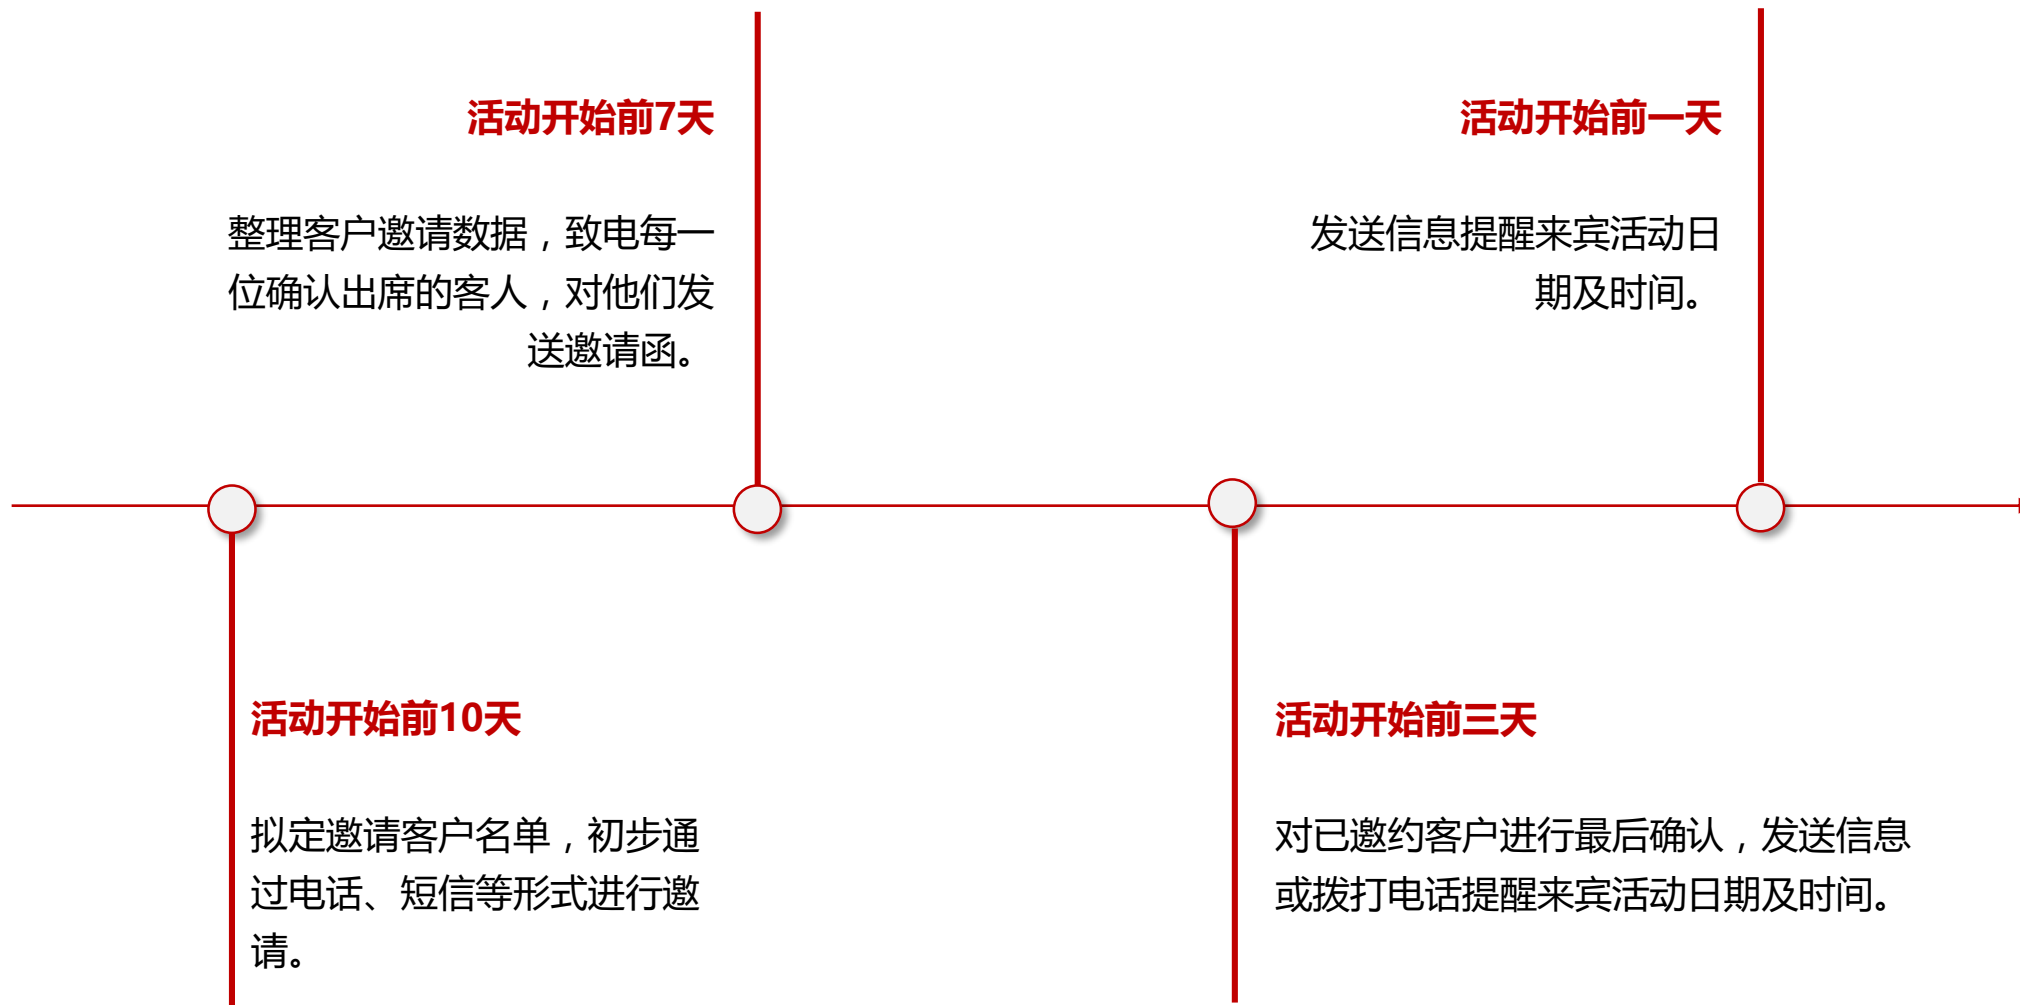 活动开始前7天
整理客户邀请数据，致电每一
位确认出席的客人，对他们发
送邀请函。
活动开始前一天
发送信息提醒来宾活动日
期及时间。
活动开始前10天
拟定邀请客户名单，初步通
过电话、短信等形式进行邀
请。
活动开始前三天
对已邀约客户进行最后确认，发送信息
或拨打电话提醒来宾活动日期及时间。